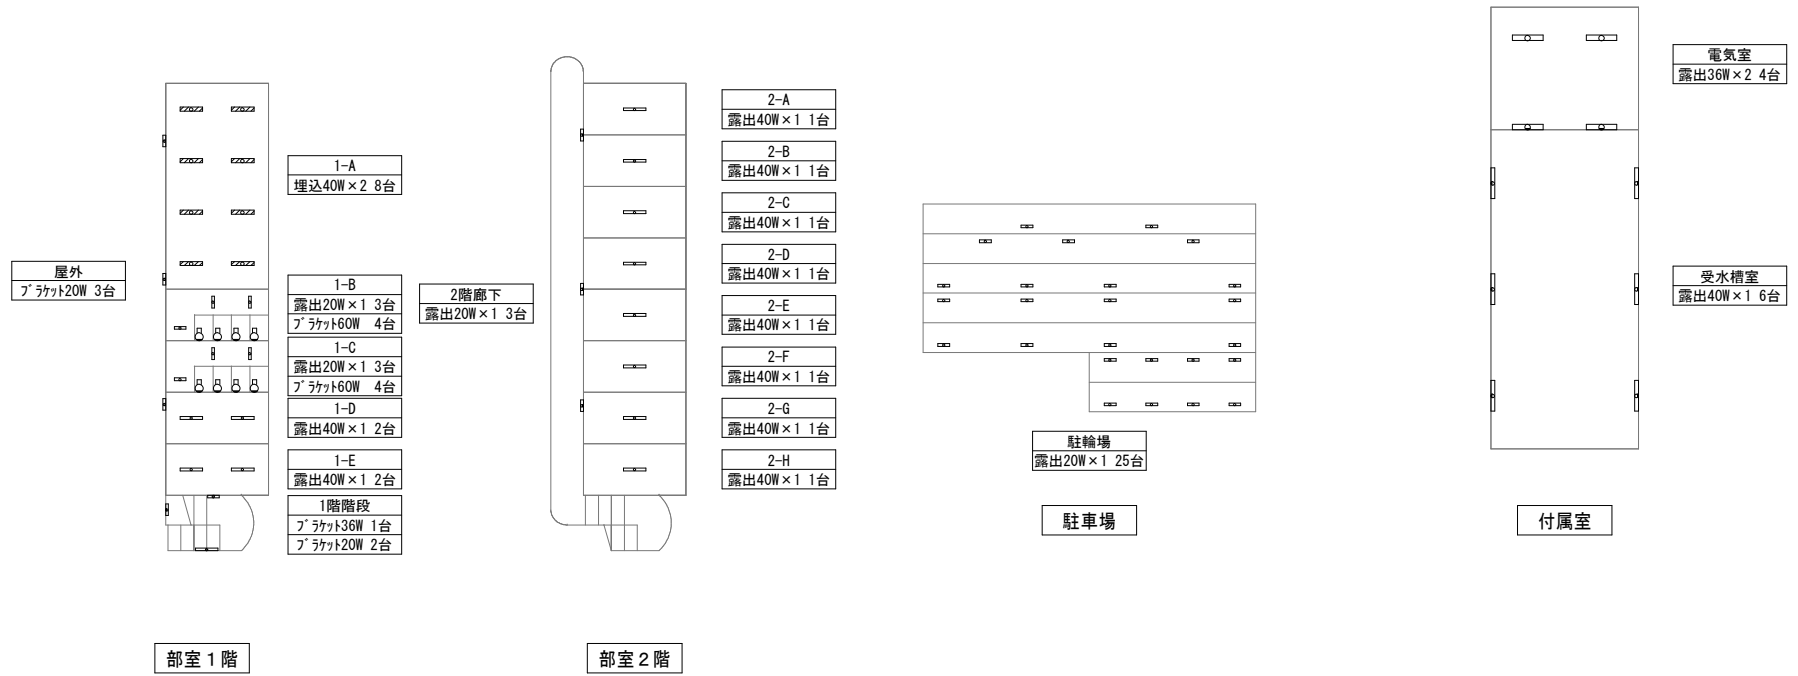 屋外
ﾌﾞﾗｹｯﾄ20W 3台
1-A
埋込40W×2 8台
1-B
露出20W×1 3台
ﾌﾞﾗｹｯﾄ60W 4台
1-C
露出20W×1 3台
ﾌﾞﾗｹｯﾄ60W 4台
1-D
露出40W×1 2台
1-E
露出40W×1 2台
1階階段
ﾌﾞﾗｹｯﾄ36W 1台
ﾌﾞﾗｹｯﾄ20W 2台
部室１階
2階廊下
露出20W×1 3台
2-A
露出40W×1 1台
2-B
露出40W×1 1台
2-C
露出40W×1 1台
2-D
露出40W×1 1台
2-E
露出40W×1 1台
2-F
露出40W×1 1台
2-G
露出40W×1 1台
2-H
露出40W×1 1台
部室２階
駐輪場
露出20W×1 25台
駐車場
電気室
露出36W×2 4台
受水槽室
露出40W×1 6台
付属室